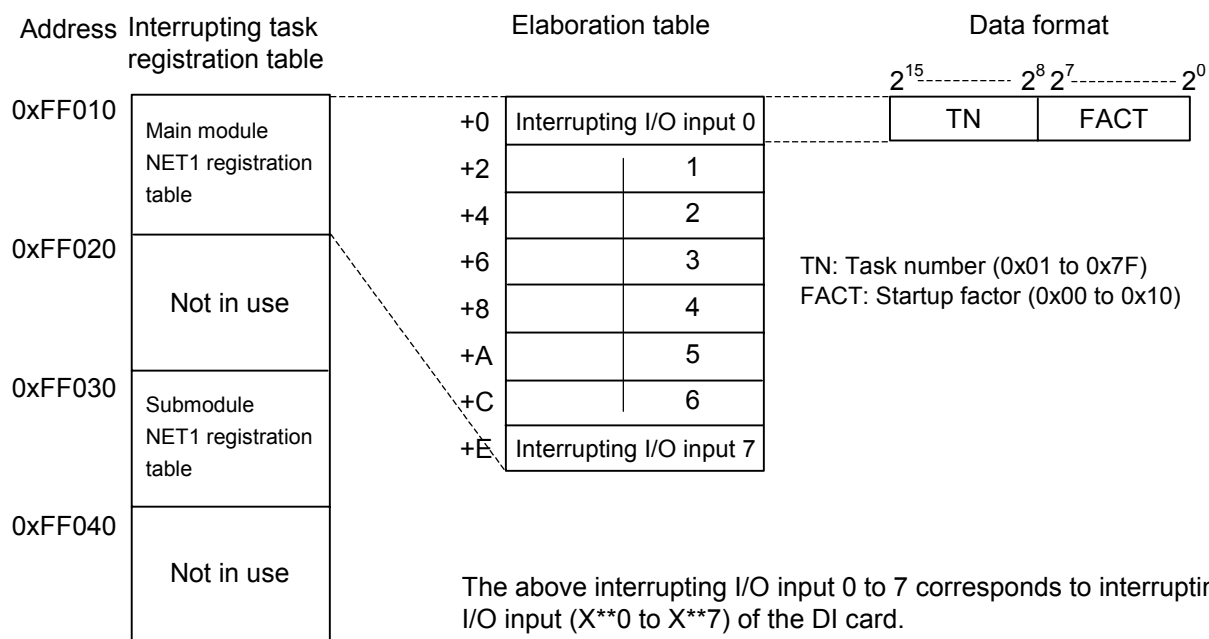 Address
Interrupting task
registration table
Elaboration table
Data format
2^15 2^8 2^7 2^0
TN FACT
0xFF010
Main module
NET1 registration
table
0xFF020
Not in use
0xFF030
Submodule
NET1 registration
table
0xFF040
Not in use
+0 Interrupting I/O input 0
+2 1
+4 2
+6 3
+8 4
+A 5
+C 6
+E Interrupting I/O input 7
TN: Task number (0x01 to 0x7F)
FACT: Startup factor (0x00 to 0x10)
The above interrupting I/O input 0 to 7 corresponds to
I/O input (X**0 to X**7) of the DI card.